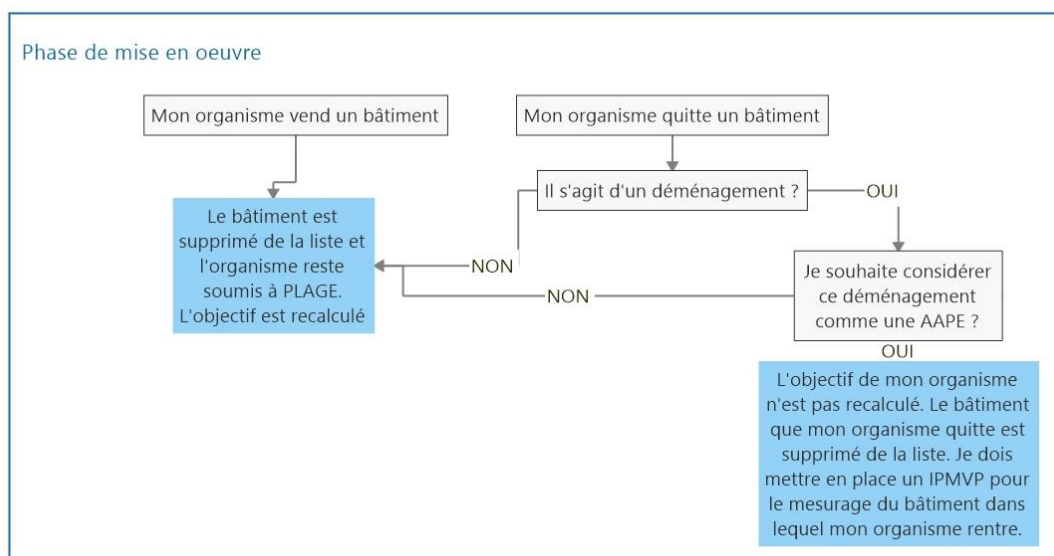 Phase de mise en oeuvre
Mon organisme vend un bâtiment
Mon organisme quitte un bâtiment
Il s'agit d'un déménagement ?
OUI
Le bâtiment est
supprimé de la liste et
l'organisme reste
soumis à PLAGE.
L'objectif est recalculé
NON
NON
Je souhaite considérer
ce déménagement
comme une AAPE ?
OUI
L'objectif de mon organisme
n'est pas recalculé. Le bâtiment
que mon organisme quitte est
supprimé de la liste. Je dois
mettre en place un IPMVP pour
le mesurage du bâtiment dans
lequel mon organisme rentre.